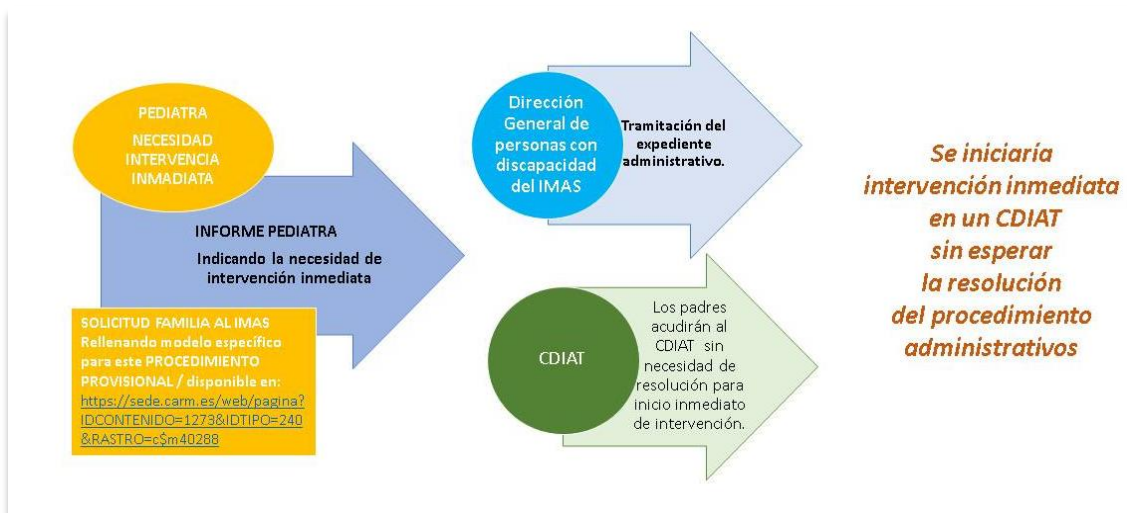 PEDIATRA
NECESIDAD
INTERVENCIA
INMADIATA
INFORME PEDIATRA
Indicando la necesidad de
intervención inmediata
SOLICITUD FAMILIA AL IMAS
Rellenando modelo específico
para este PROCEDIMIENTO
PROVISIONAL / disponible en:
https://sede.carm.es/web/pagina?
IDCONTENIDO=1273&IDTIPO=240
&RASTRO=c$m40288
Dirección
General de
personas con
discapacidad
del IMAS
Tramitación del
expediente
administrativo.
CDIAT
Los padres
acudirán al
CDIAT sin
necesidad de
resolución para
inicio inmediato
de intervención.
Se iniciaría
intervención inmediata
en un CDIAT
sin esperar
la resolución
del procedimiento
administrativos